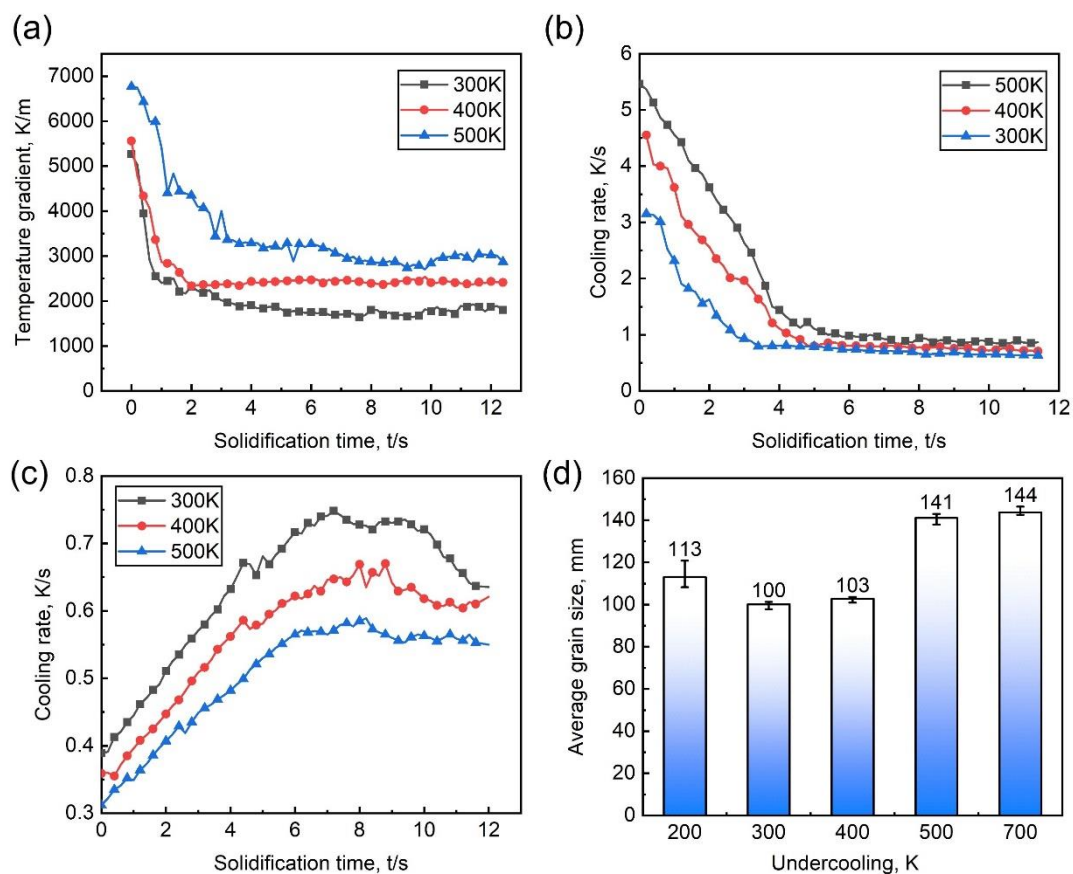 (a)
7000
6000
5000
4000
3000
2000
1000
0
Temperature gradient, K/m
300K
400K
500K
0 2 4 6 8 10 12
Solidification time, t/s
(b)
6
5
4
3
2
1
0
Cooling rate, K/s
500K
400K
300K
0 2 4 6 8 10 12
Solidification time, t/s
(c)
0.8
0.7
0.6
0.5
0.4
0.3
Cooling rate, K/s
300K
400K
500K
0 2 4 6 8 10 12
Solidification time, t/s
(d)
160
140
120
100
80
60
40
20
0
Average grain size, mm
113
100
103
141
144
200 300 400 500 700
Undercooling, K